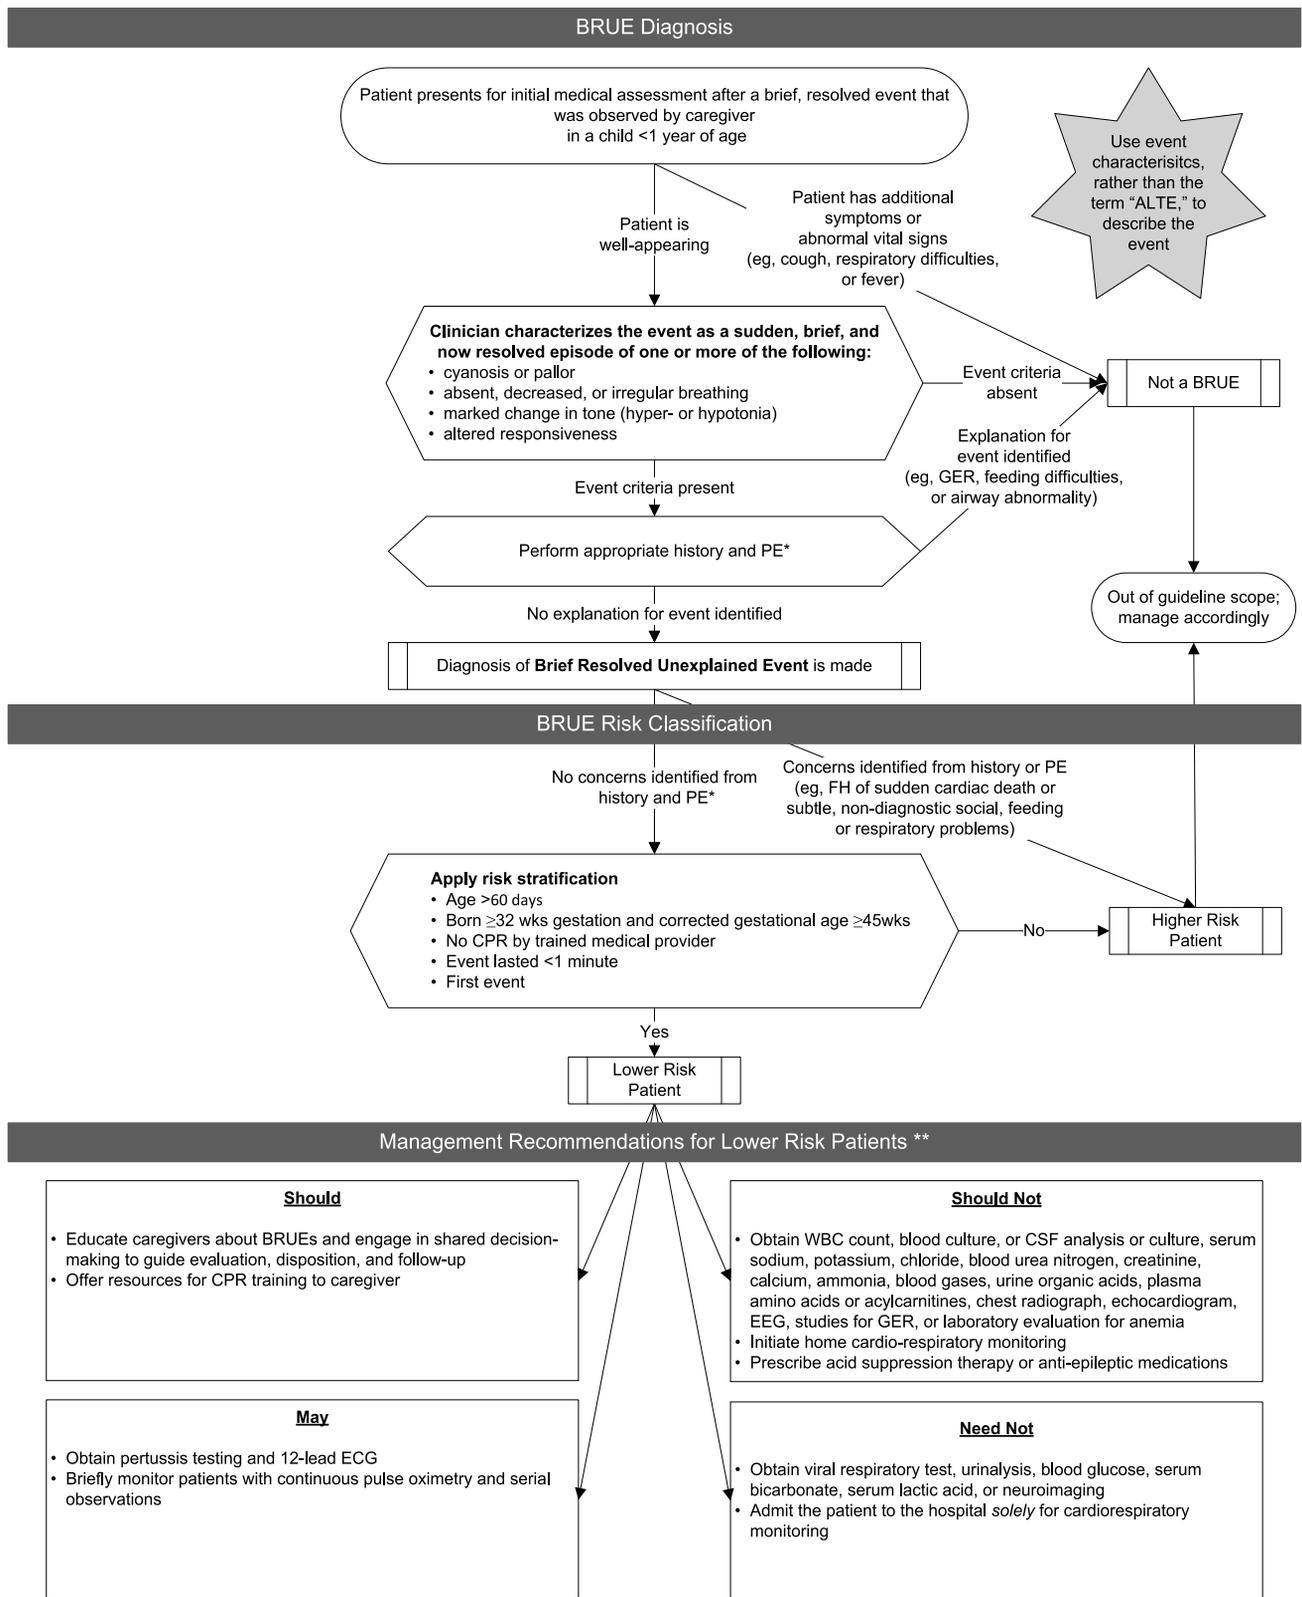 BRUE Diagnosis
Patient presents for initial medical assessment after a brief, resolved event that
was observed by caregiver
in a child <1 year of age
Use event
characterisitcs,
rather than the
term “ALTE,” to
describe the
event
Patient is
well-appearing
Patient has additional
symptoms or
abnormal vital signs
(eg, cough, respiratory difficulties,
or fever)
Clinician characterizes the event as a sudden, brief, and
now resolved episode of one or more of the following:
• cyanosis or pallor
• absent, decreased, or irregular breathing
• marked change in tone (hyper- or hypotonia)
• altered responsiveness
Event criteria
absent
Not a BRUE
Event criteria present
Explanation for
event identified
(eg, GER, feeding difficulties,
or airway abnormality)
Perform appropriate history and PE*
No explanation for event identified
Out of guideline scope;
manage accordingly
Diagnosis of Brief Resolved Unexplained Event is made
BRUE Risk Classification
No concerns identified from
history and PE*
Concerns identified from history or PE
(eg, FH of sudden cardiac death or
subtle, non-diagnostic social, feeding
or respiratory problems)
Apply risk stratification
• Age >60 days
• Born ≥32 wks gestation and corrected gestational age ≥45wks
• No CPR by trained medical provider
• Event lasted <1 minute
• First event
No
Higher Risk
Patient
Yes
Lower Risk
Patient
Management Recommendations for Lower Risk Patients **
Should
• Educate caregivers about BRUEs and engage in shared decision-
making to guide evaluation, disposition, and follow-up
• Offer resources for CPR training to caregiver
Should Not
• Obtain WBC count, blood culture, or CSF analysis or culture, serum
sodium, potassium, chloride, blood urea nitrogen, creatinine,
calcium, ammonia, blood gases, urine organic acids, plasma
amino acids or acylcarnitines, chest radiograph, echocardiogram,
EEG, studies for GER, or laboratory evaluation for anemia
• Initiate home cardio-respiratory monitoring
• Prescribe acid suppression therapy or anti-epileptic medications
May
• Obtain pertussis testing and 12-lead ECG
• Briefly monitor patients with continuous pulse oximetry and serial
observations
Need Not
• Obtain viral respiratory test, urinalysis, blood glucose, serum
bicarbonate, serum lactic acid, or neuroimaging
• Admit the patient to the hospital solely for cardiorespiratory
monitoring